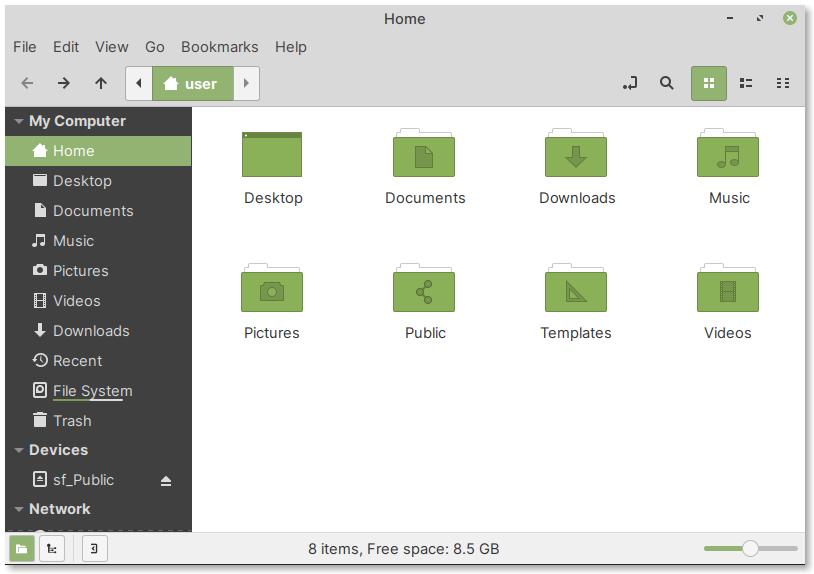 Home
File Edit View Go Bookmarks Help
user
My Computer
Home
Desktop
Documents
Music
Pictures
Videos
Downloads
Recent
File System
Trash
Devices
sf_Public
Network
Desktop Documents Downloads Music
Pictures Public Templates Videos
8 items, Free space: 8.5 GB